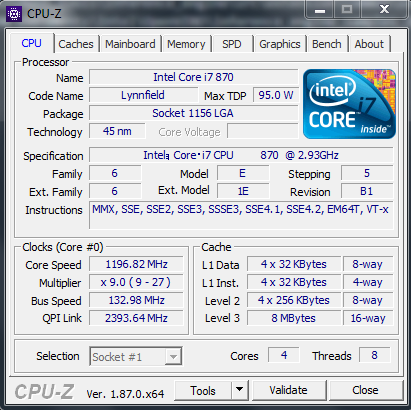 CPU-Z
CPU Caches Mainboard Memory SPD Graphics Bench About
Processor
Name Intel Core i7 870
Code Name Lynnfield Max TDP 95.0 W
Package Socket 1156 LGA
Technology 45 nm Core Voltage
intel
CORE i7
inside™
Specification Intel Core i7 CPU 870 @ 2.93GHz
Family 6 Model E Stepping 5
Ext. Family 6 Ext. Model 1E Revision B1
Instructions MMX, SSE, SSE2, SSE3, SSSE3, SSE4.1, SSE4.2, EM64T, VT-x
Clocks (Core #0) Cache
Core Speed 1196.82 MHz L1 Data 4 x 32 KBytes 8-way
Multiplier x 9.0 ( 9 - 27 ) L1 Inst. 4 x 32 KBytes 4-way
Bus Speed 132.98 MHz Level 2 4 x 256 KBytes 8-way
QPI Link 2393.64 MHz Level 3 8 MBytes 16-way
Selection Socket #1 Cores 4 Threads 8
CPU-Z Ver. 1.87.0.x64 Tools Validate Close